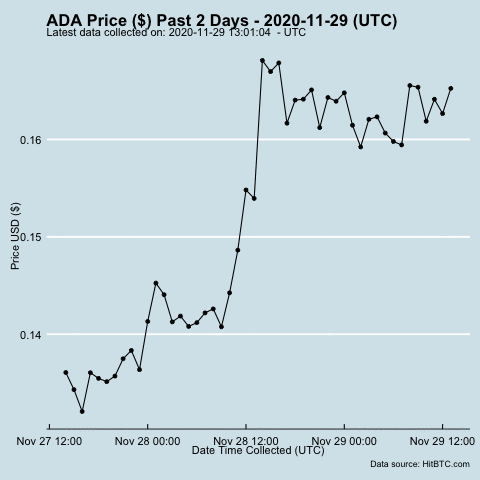 ADA Price ($) Past 2 Days - 2020-11-29 (UTC)
Latest data collected on: 2020-11-29 13:01:04 - UTC
0.16
0.15
0.14
Price USD ($)
Nov 27 12:00 Nov 28 00:00 Nov 28 12:00 Nov 29 00:00 Nov 29 12:00
Date Time Collected (UTC)
Data source: HitBTC.com